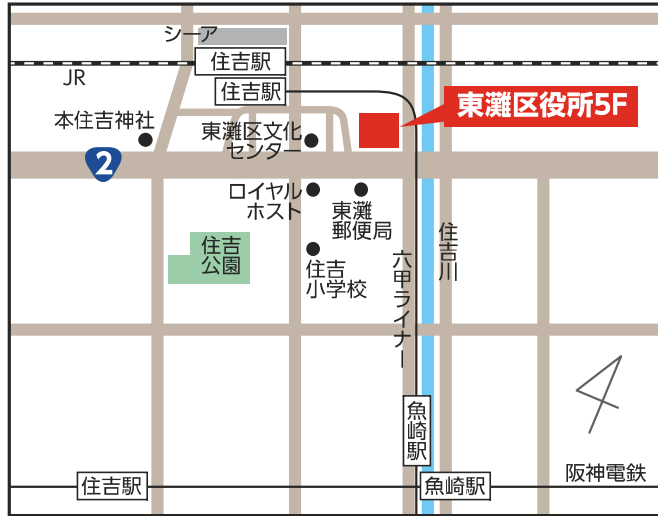 シーア
住吉駅
JR
住吉駅
東灘区役所5F
本住吉神社
東灘区文化
センター
2
ロイヤル
ホスト
東灘
郵便局
住吉
公園
住吉
小学校
六甲ライナー
住吉川
魚崎駅
阪神電鉄
住吉駅
魚崎駅